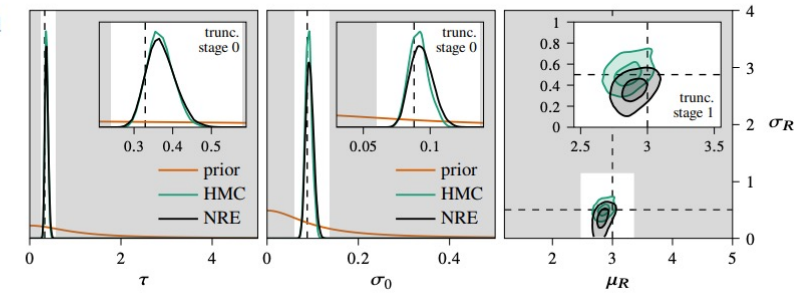 trunc.
stage 0
0.3 0.4 0.5
prior
HMC
NRE
0 2 4
τ
trunc.
stage 0
0.05 0.1
prior
HMC
NRE
0 0.2 0.4
σ0
1
0.8
0.6
0.4
0.2
0
trunc.
stage 1
2.5 3 3.5
2 3 4 5
μR
4
3
2
1
0
σR